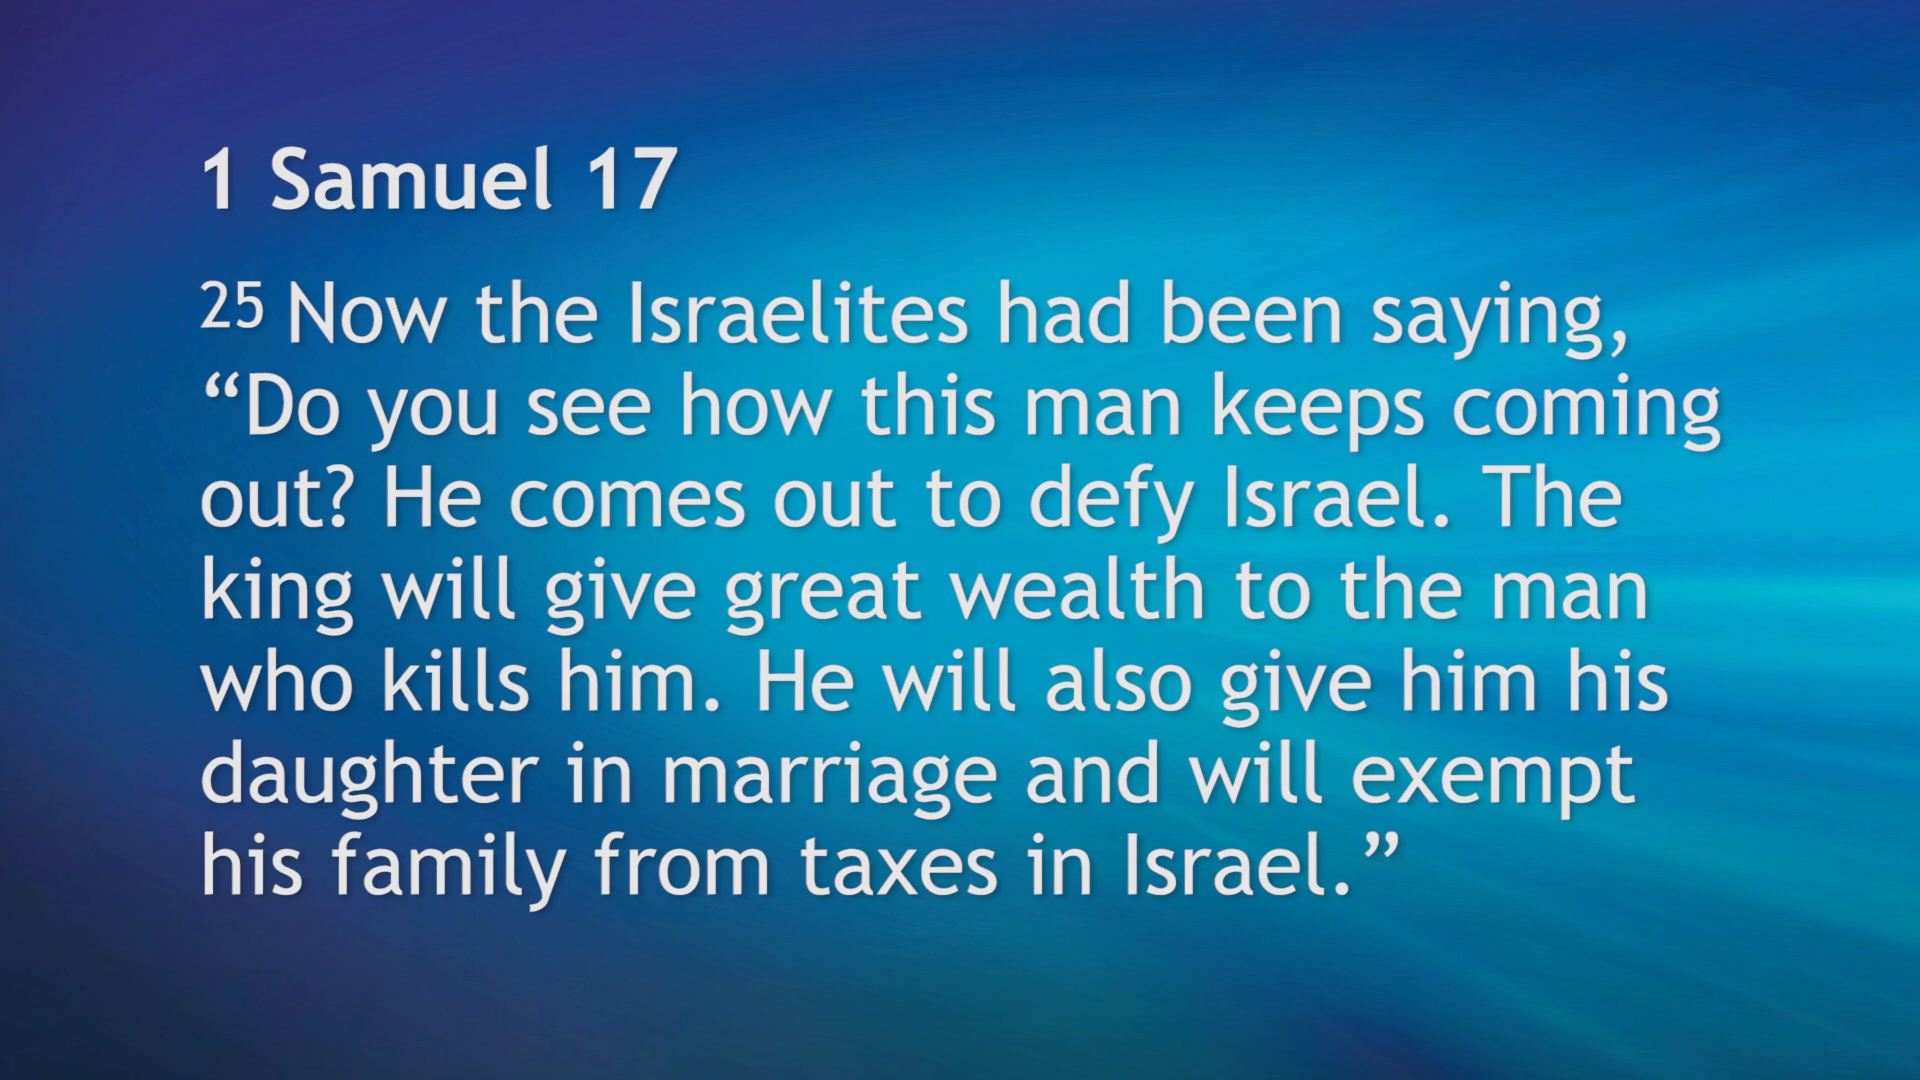 1 Samuel 17
25 Now the Israelites had been saying,
“Do you see how this man keeps coming
out? He comes out to defy Israel. The
king will give great wealth to the man
who kills him. He will also give him his
daughter in marriage and will exempt
his family from taxes in Israel.”